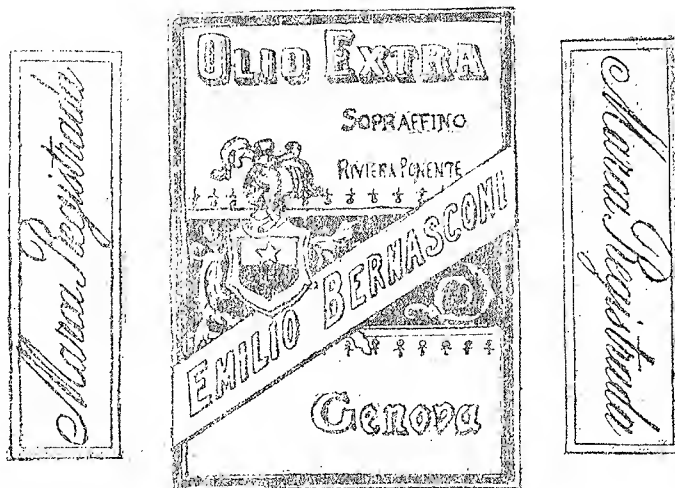 Marca Registrada
OLIO EXTRA
SOPRAFFINO
RIVIERA PONENTE
EMILIO BERNASCONI
Genova
Marca Registrada